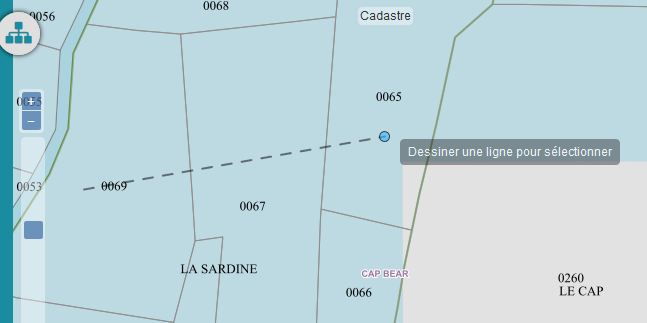 0056
0068
Cadastre
0055
+
0065
−
Dessiner une ligne pour sélectionner
0053
0069
0067
LA SARDINE
CAP BEAR
0260
LE CAP
0066